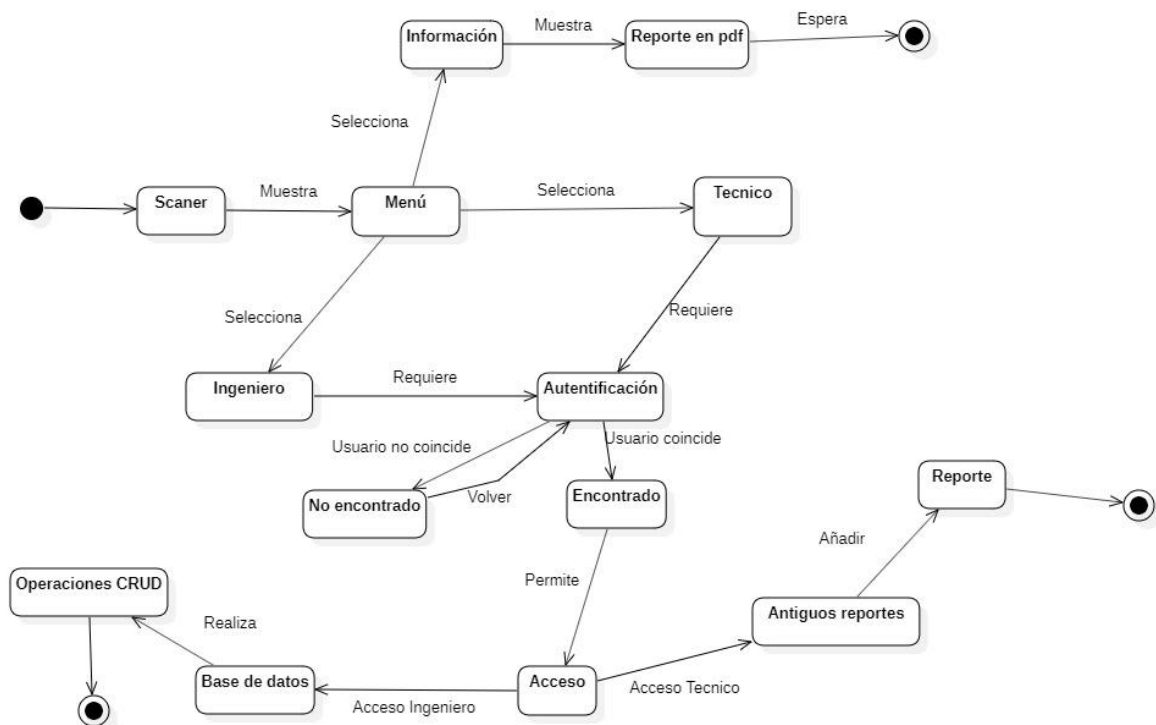 Información
Muestra
Reporte en pdf
Espera
Selecciona
Scaner
Muestra
Menú
Selecciona
Tecnico
Selecciona
Requiere
Ingeniero
Requiere
Autentificación
Usuario no coincide
Usuario coincide
No encontrado
Volver
Encontrado
Reporte
Añadir
Permite
Operaciones CRUD
Realiza
Antiguos reportes
Base de datos
Acceso Ingeniero
Acceso
Acceso Tecnico